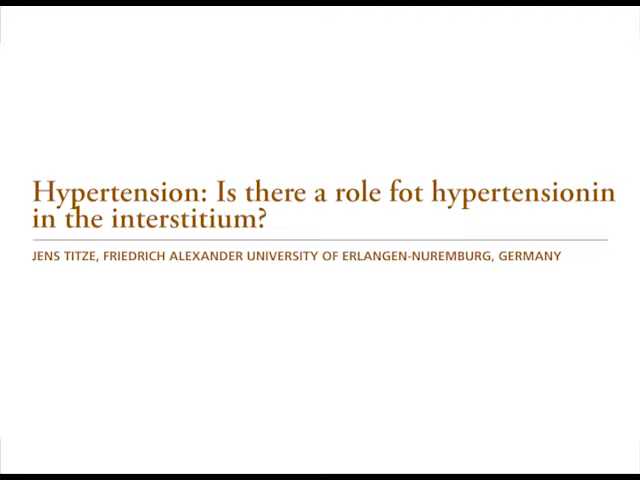 Hypertension: Is there a role fot hypertensionin
in the interstitium?
JENS TITZE, FRIEDRICH ALEXANDER UNIVERSITY OF ERLANGEN-NUREMBURG, GERMANY